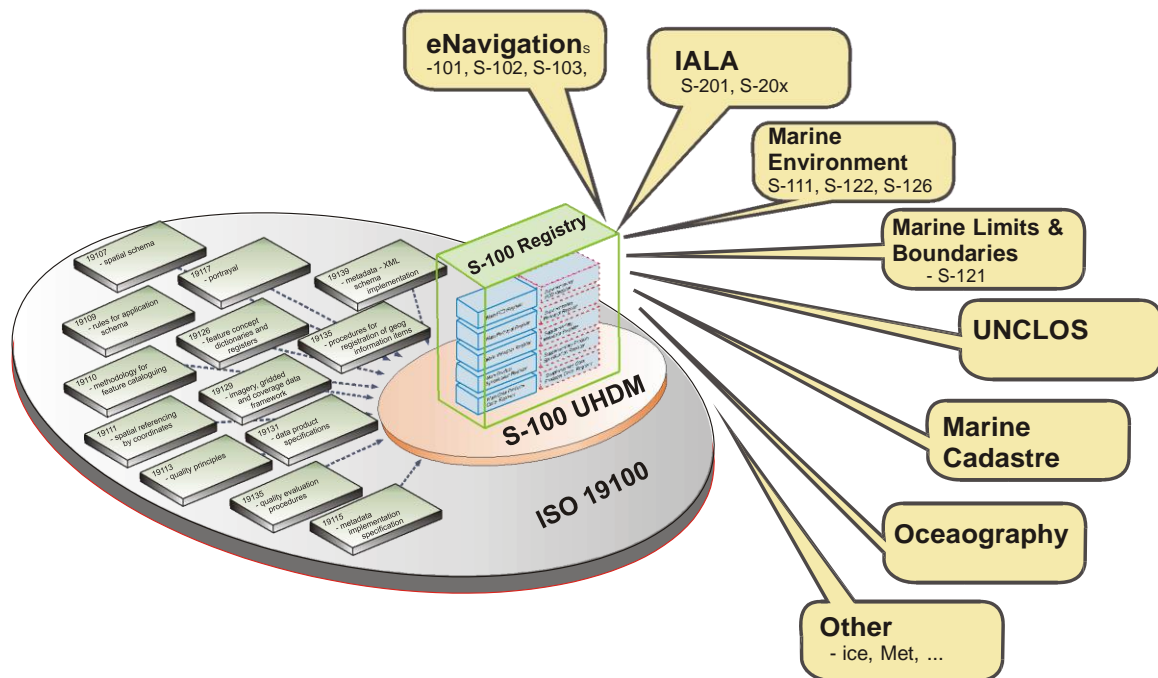 eNavigations
-101, S-102, S-103,
IALA
S-201, S-20x
Marine
Environment
S-111, S-122, S-126
Marine Limits &
Boundaries
- S-121
UNCLOS
Marine
Cadastre
Oceaography
Other
- ice, Met, ...
S-100 Registry
S-100 UHDM
ISO 19100
19107
- spatial schema
19117
- portrayal
19139
- metadata - XML
schema
implementation
19109
- rules for application
schema
19126
- feature concept
dictionaries and
registers
19135
- procedures for
registration of geog
information items
19110
- methodology for
feature cataloguing
19129
- imagery, gridded
and coverage data
framework
19111
- spatial referencing
by coordinates
19131
- data product
specifications
19113
- quality principles
19135
- quality evaluation
procedures
19115
- metadata
implementation
specification